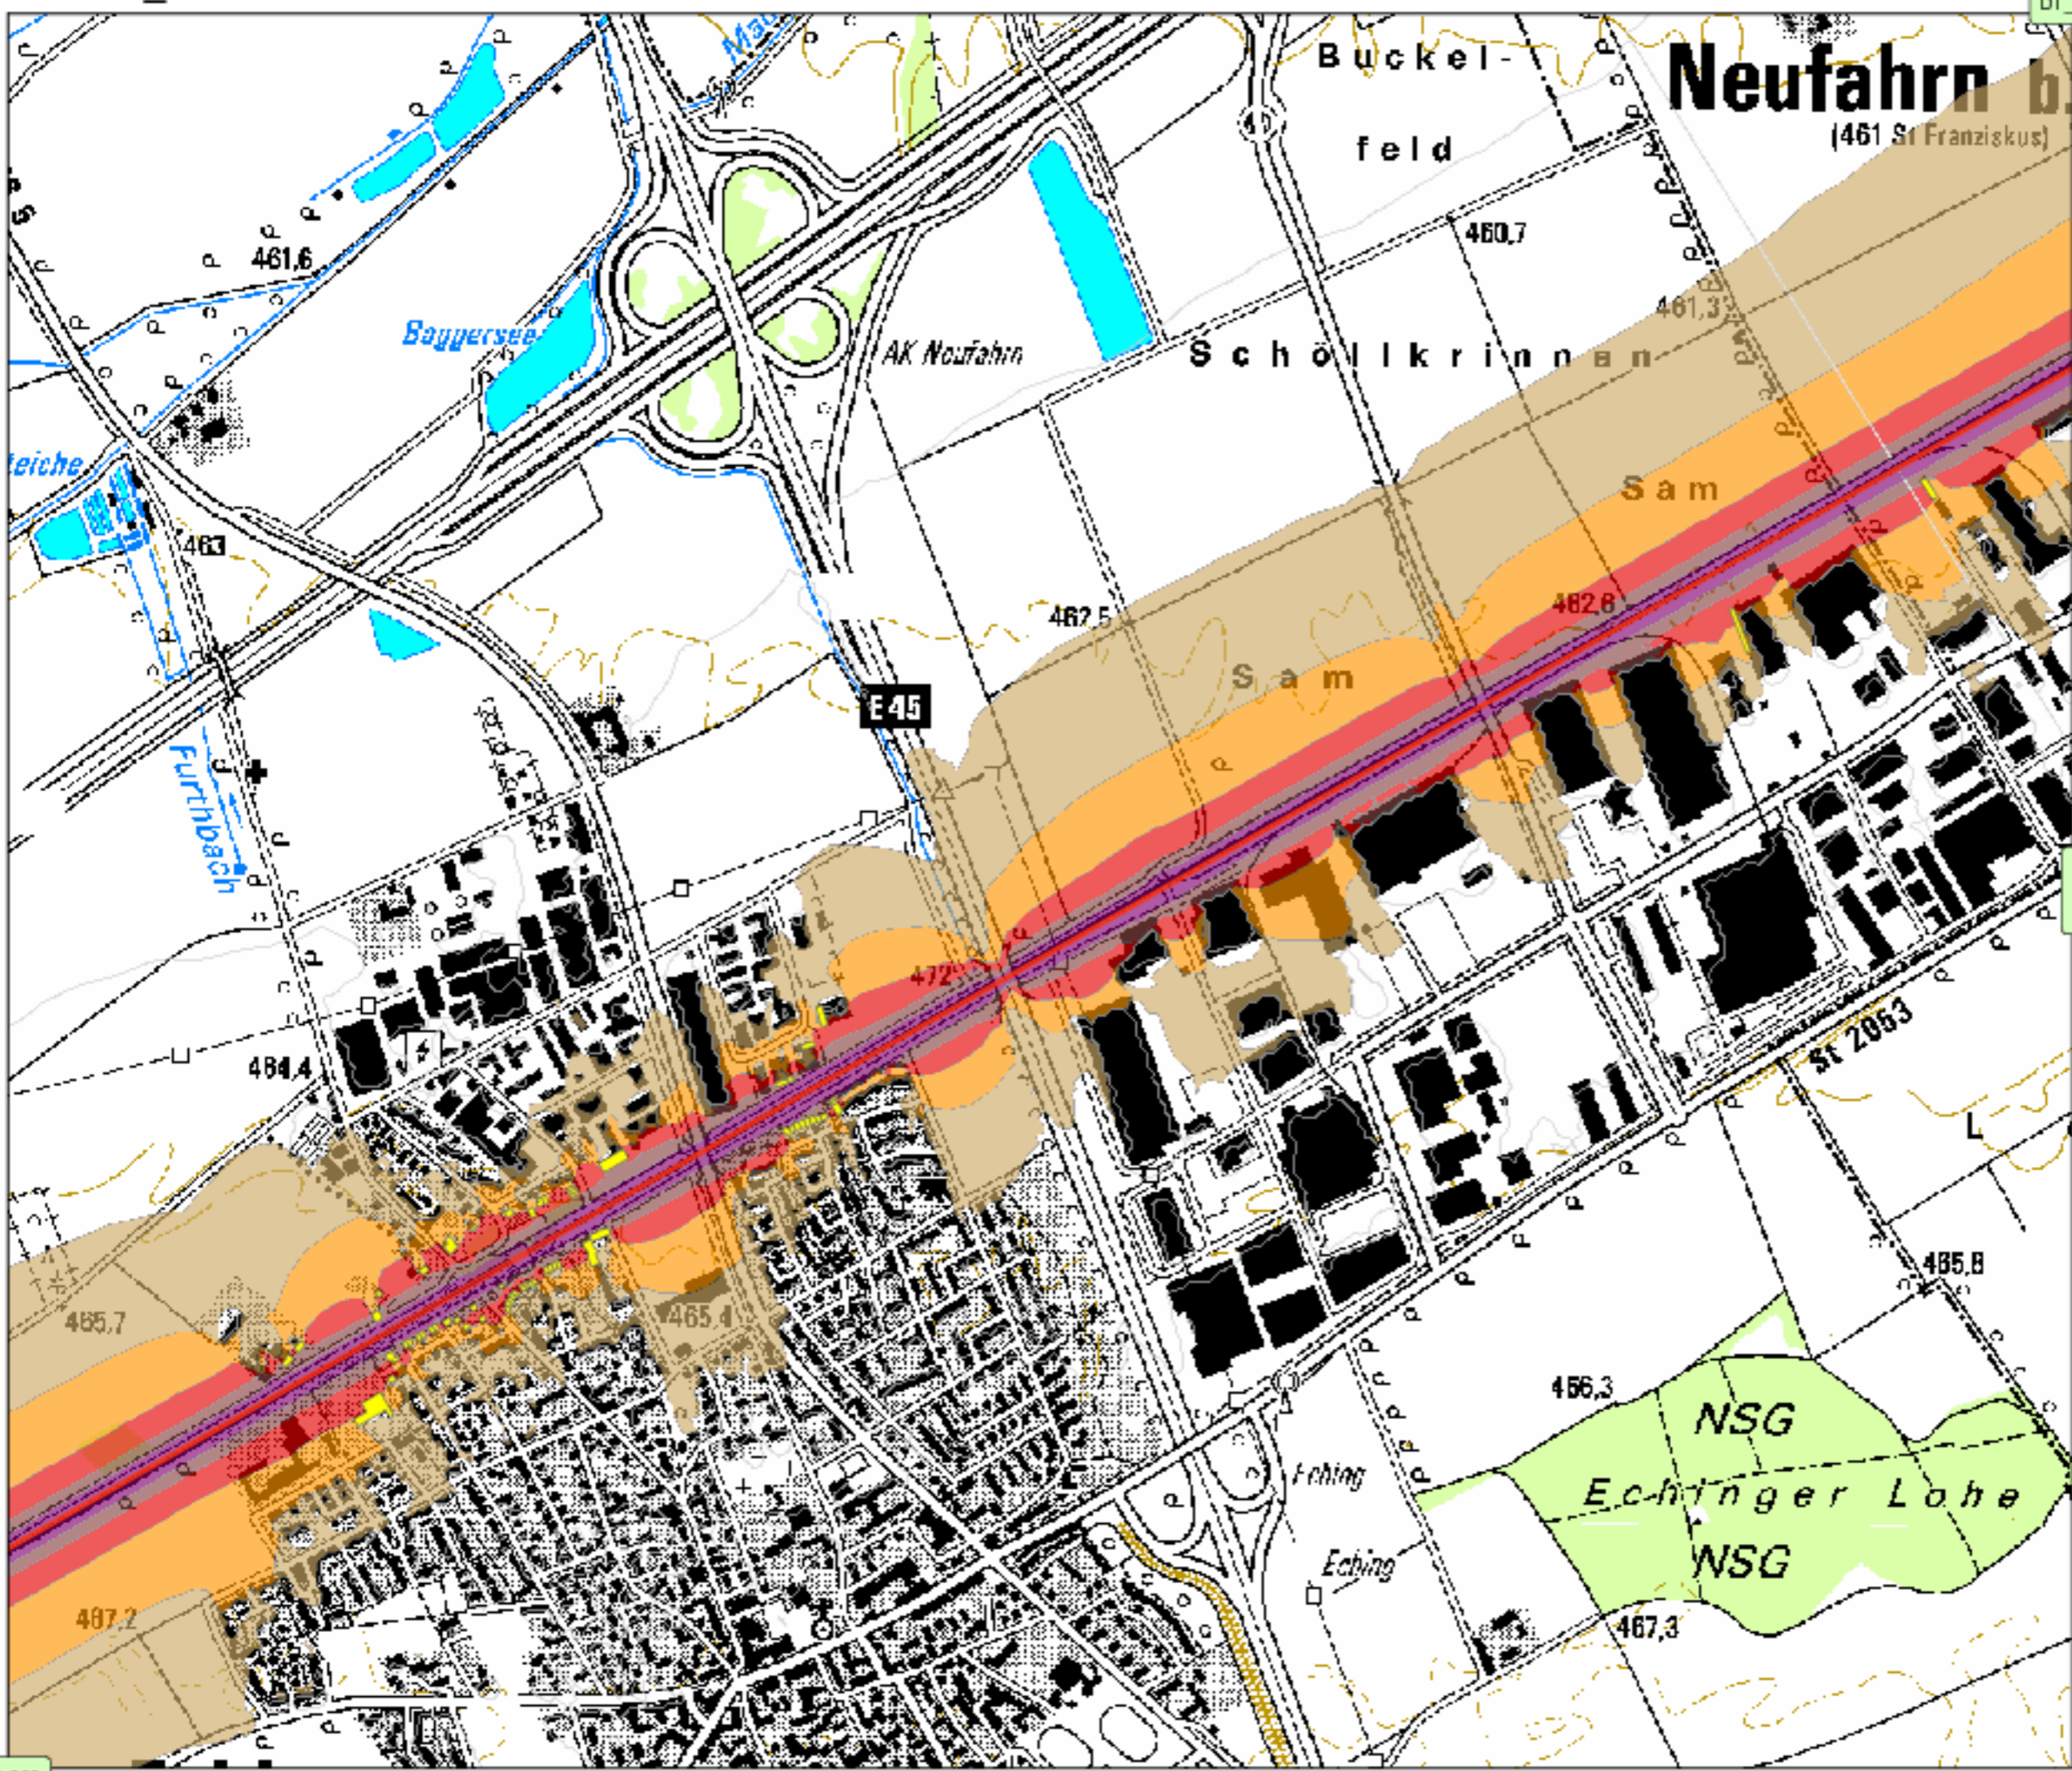 Buckel-
feld
Neufahrn b.
(461 St Franziskus)
461,6
460,7
461,3
Baggersee
AK Neufahrn
Schöllkrinnen
Sam
teiche
463
462,5
462,6
Sam
E45
Furthbach
472
464,4
St 2053
L
465,7
465,4
465,8
466,3
NSG
Eching
Echinger Lohe
Eching
NSG
467,2
467,3